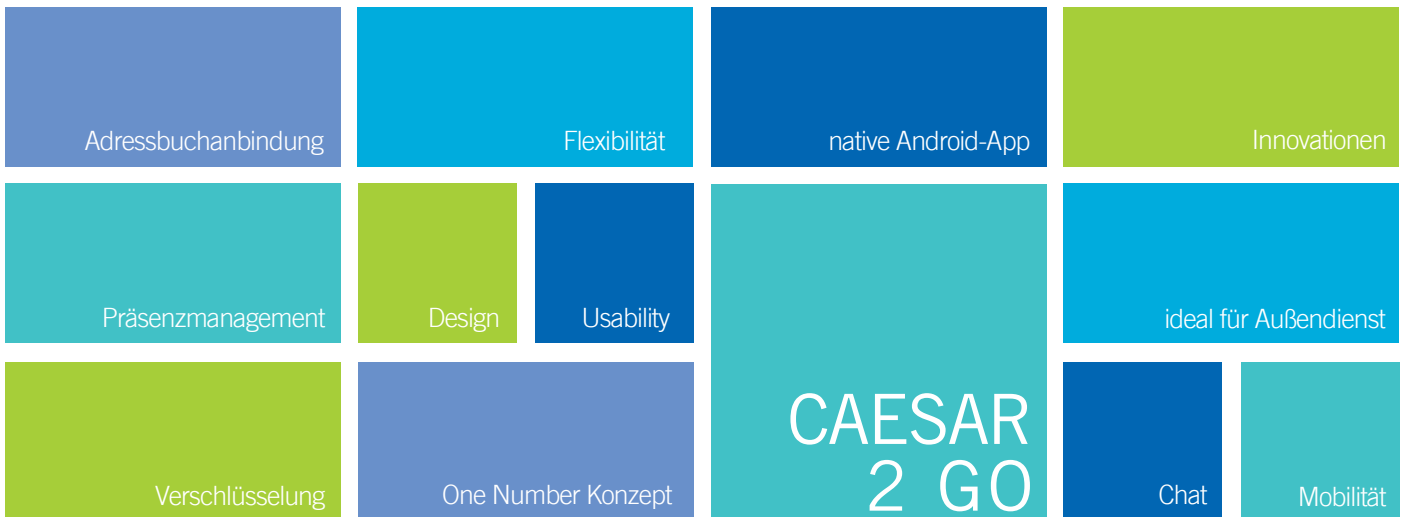 Adressbuchanbindung
Flexibilität
native Android-App
Innovationen
Präsenzmanagement
Design
Usability
ideal für Außendienst
Verschlüsselung
One Number Konzept
CAESAR
2 GO
Chat
Mobilität